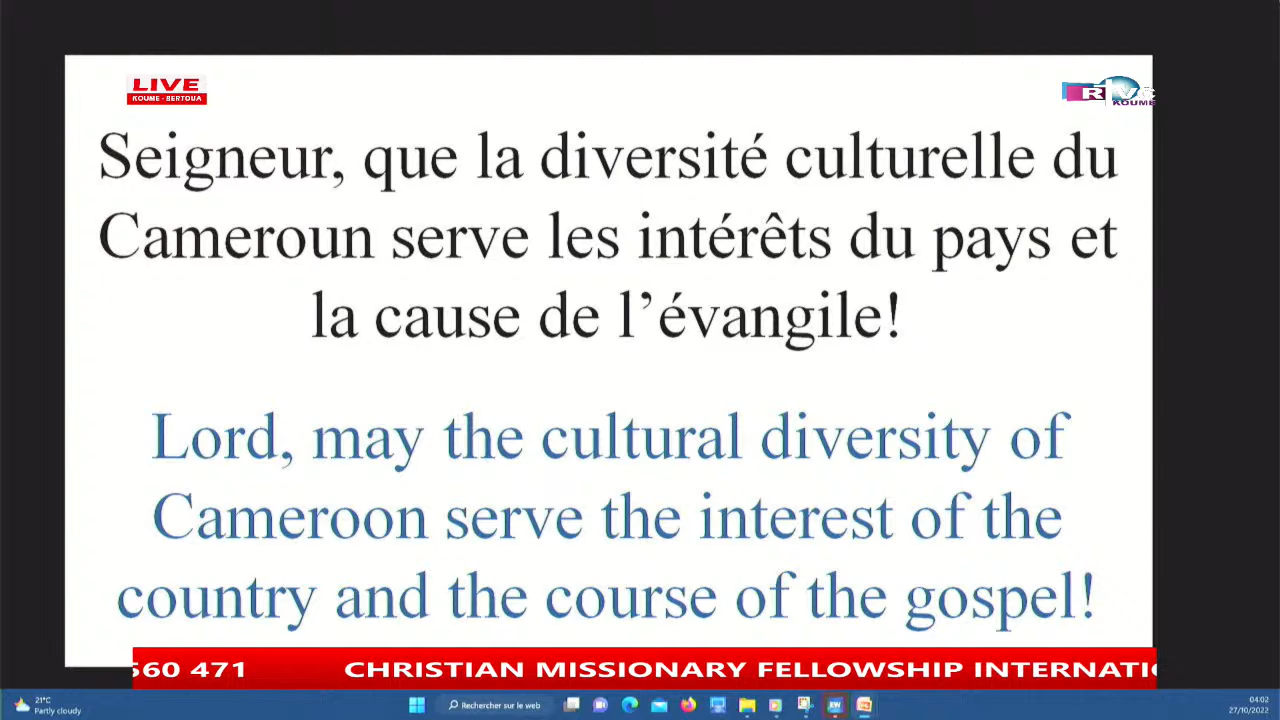 LIVE
KOUME - BERTOUA
KOUME
Seigneur, que la diversité culturelle du
Cameroun serve les intérêts du pays et
la cause de l’évangile!
Lord, may the cultural diversity of
Cameroon serve the interest of the
country and the course of the gospel!
560 471 CHRISTIAN MISSIONARY FELLOWSHIP INTERNATIO
21°C
Partly cloudy
Rechercher sur le web
04:02
27/10/2022